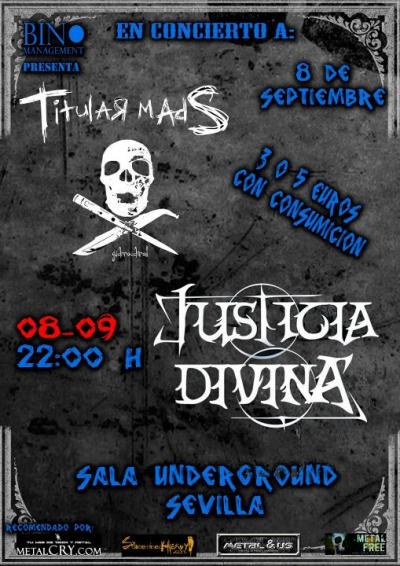 BINO
MANAGEMENT
PRESENTA
EN CONCIERTO A:
8 DE
SEPTIEMBRE
TitulaR mAdS
3 O 5 EUROS
CON CONSUMICION
08-09
22:00 H
JUSTICIA
DIVINA
SALA UNDERGROUND
SEVILLA
RECOMENDADO POR:
METALCRY.COM
METAL4US
METAL
FREE